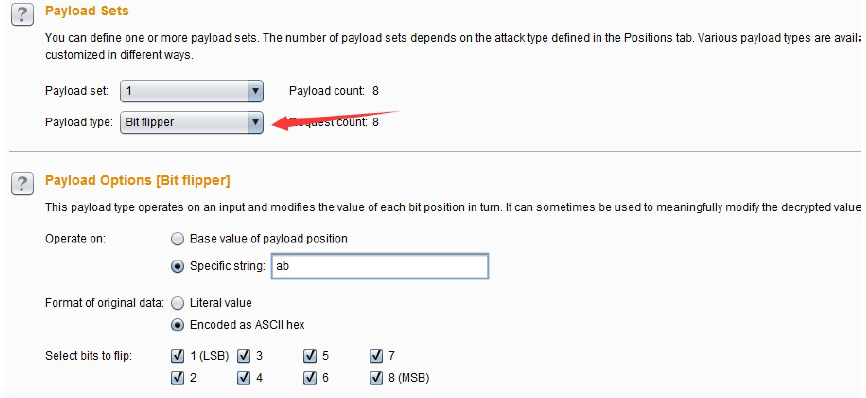 Payload Sets
You can define one or more payload sets. The number of payload sets depends on the attack type defined in the Positions tab. Various payload types are
customized in different ways.
Payload set: 1 Payload count: 8
Payload type: Bit flipper Request count: 8
Payload Options [Bit flipper]
This payload type operates on an input and modifies the value of each bit position in turn. It can sometimes be used to meaningfully modify the decrypted value
Operate on: Base value of payload position
Specific string: ab
Format of original data: Literal value
Encoded as ASCII hex
Select bits to flip: 1 (LSB) 3 5 7
2 4 6 8 (MSB)